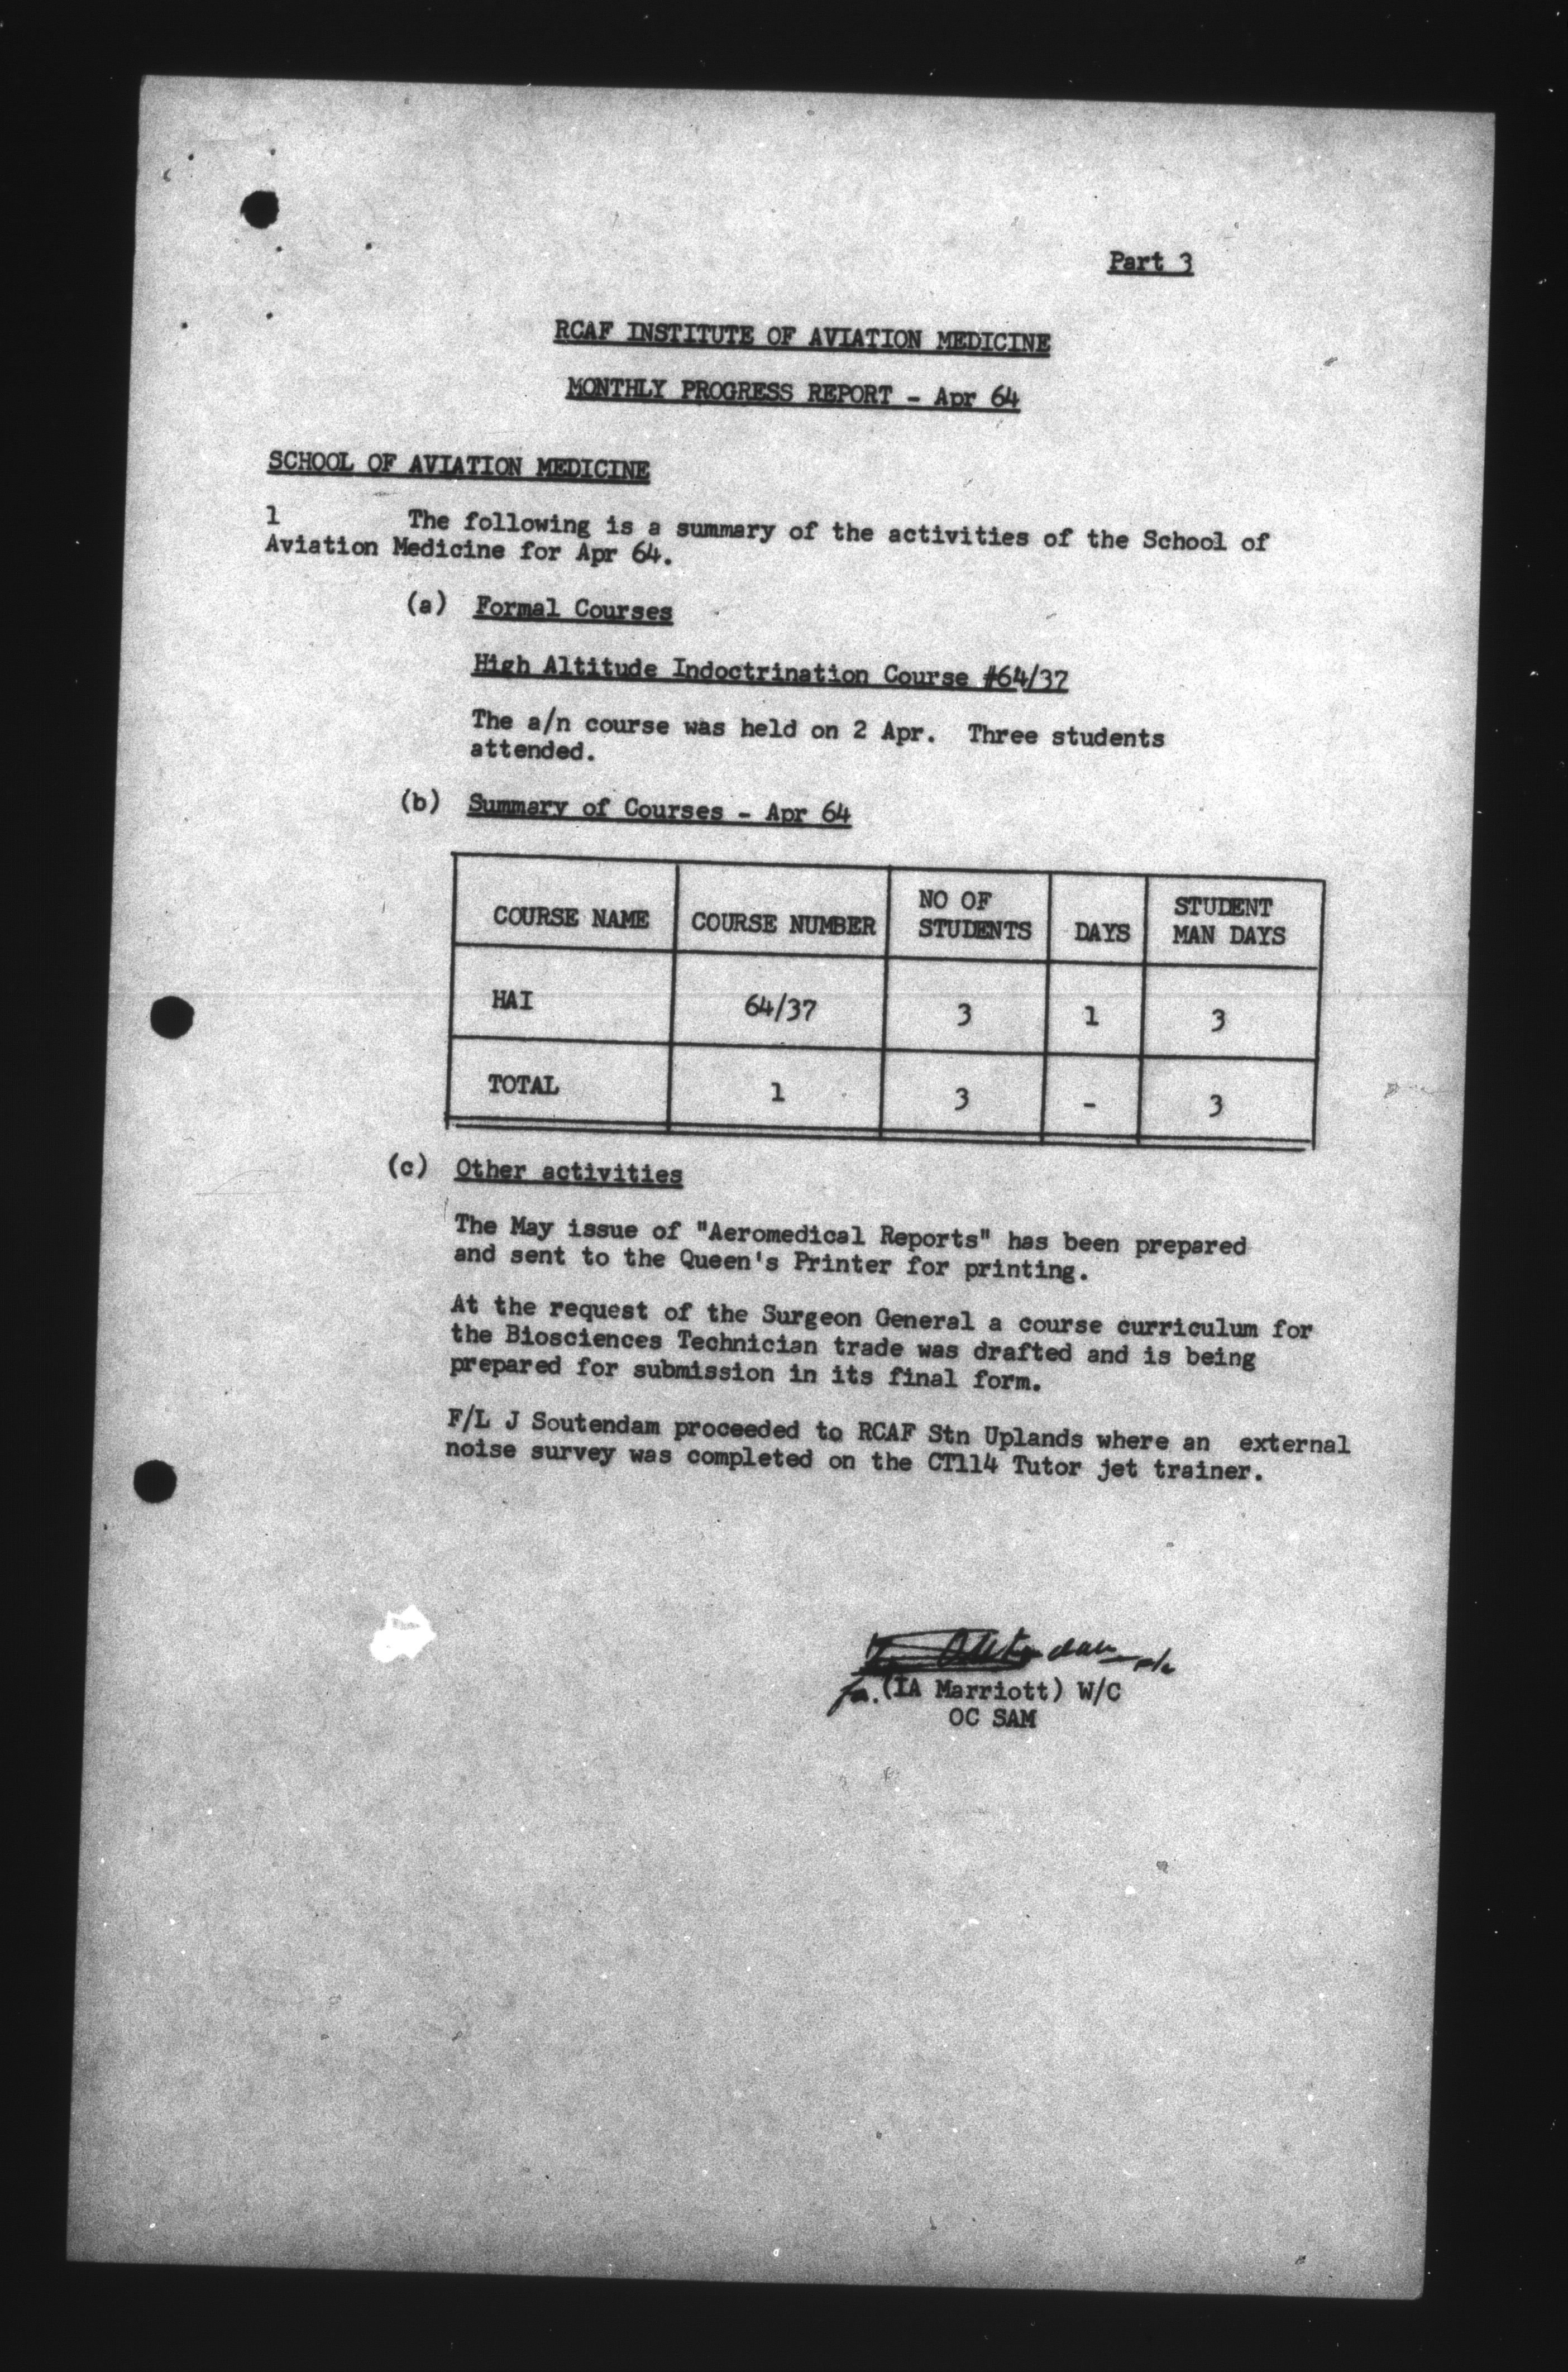 Part 3
RCAF INSTITUTE OF AVIATION MEDICINE
MONTHLY PROGRESS REPORT - Apr 64
SCHOOL OF AVIATION MEDICINE
1 The following is a summary of the activities of the School of
Aviation Medicine for Apr 64.
(a) Formal Courses
High Altitude Indoctrination Course #64/37
The a/n course was held on 2 Apr. Three students
attended.
(b) Summary of Courses - Apr 64
COURSE NAME COURSE NUMBER NO OF STUDENTS DAYS STUDENT MAN DAYS
HAI 64/37 3 1 3
TOTAL 1 3 - 3
(c) Other activities
The May issue of "Aeromedical Reports" has been prepared
and sent to the Queen's Printer for printing.
At the request of the Surgeon General a course curriculum for
the Biosciences Technician trade was drafted and is being
prepared for submission in its final form.
F/L J Soutendam proceeded to RCAF Stn Uplands where an external
noise survey was completed on the CT114 Tutor jet trainer.
for (IA Marriott) W/C
OC SAM